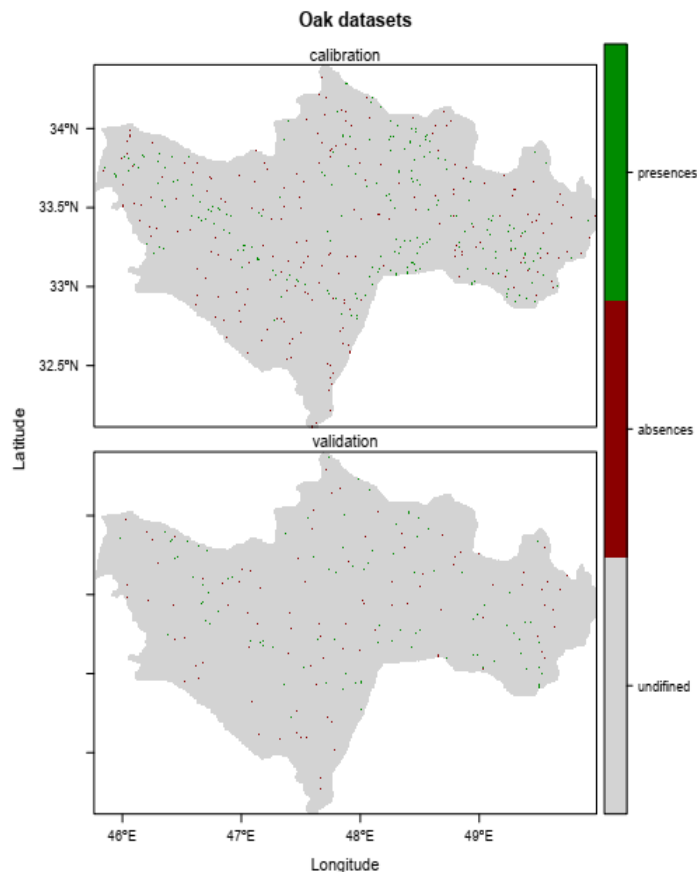 Oak datasets
calibration
34°N
33.5°N
33°N
32.5°N
presences
absences
undifined
Latitude
validation
46°E
47°E
48°E
49°E
Longitude